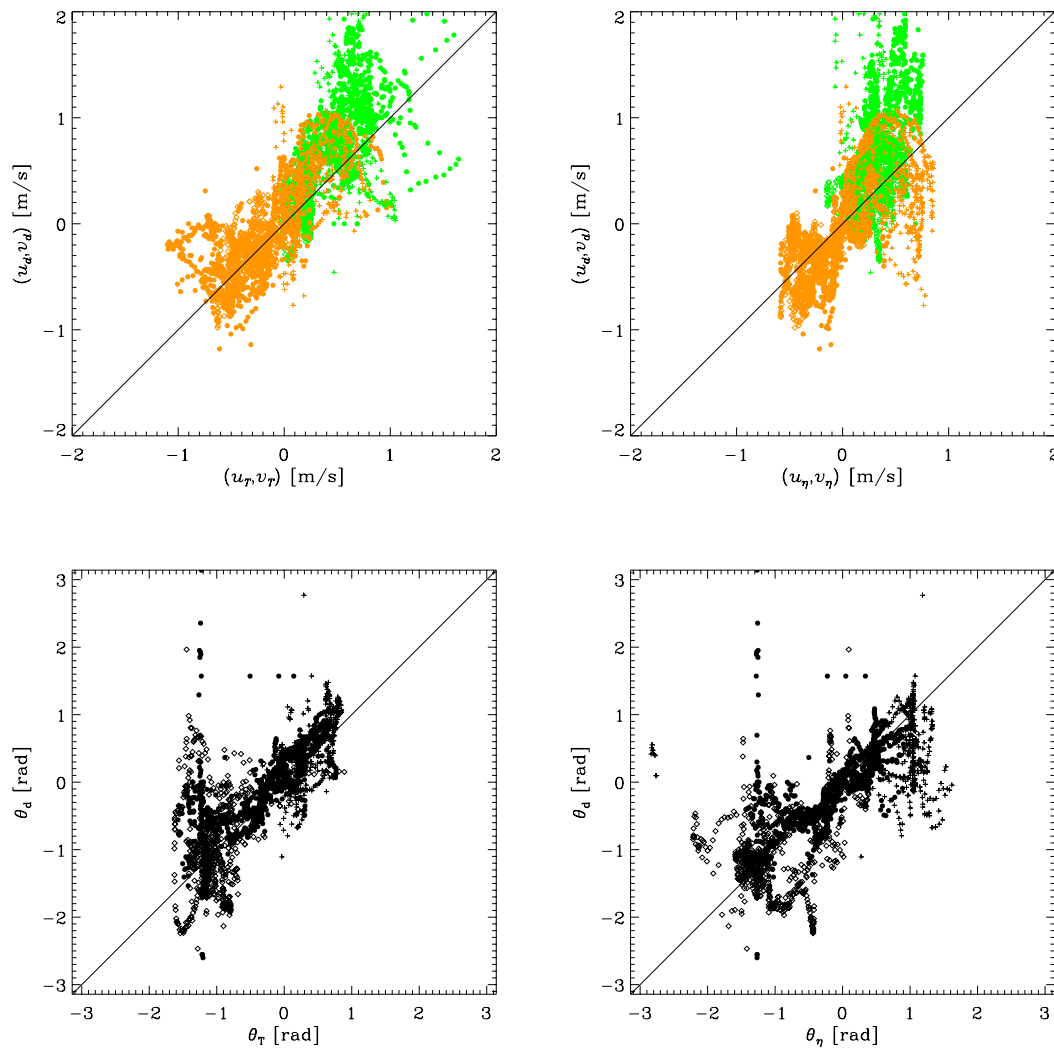 2 2
1 1
(u_d,v_d) [m/s] 0 (u_d,v_d) [m/s] 0
−1 −1
−2 −2
−2 −1 0 1 2 −2 −1 0 1 2
(u_T,v_T) [m/s] (u_η,v_η) [m/s]
3 3
2 2
1 1
θ_d [rad] 0 θ_d [rad] 0
−1 −1
−2 −2
−3 −3
−3 −2 −1 0 1 2 3 −3 −2 −1 0 1 2 3
θ_T [rad] θ_η [rad]